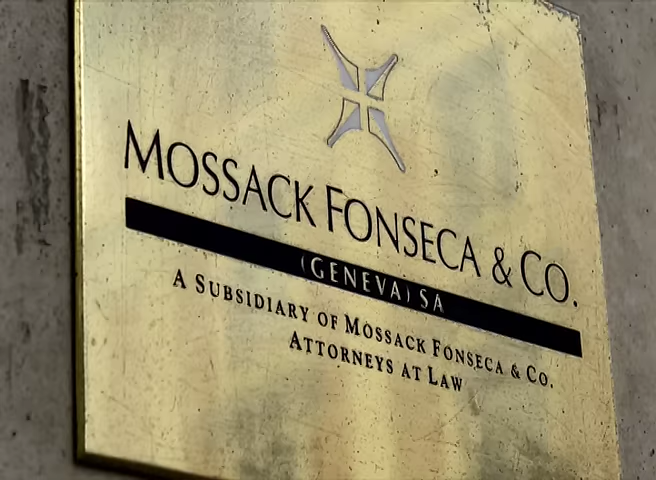 MOSSACK FONSECA & CO.
(GENEVA) SA
A SUBSIDIARY OF MOSSACK FONSECA & CO.
ATTORNEYS AT LAW